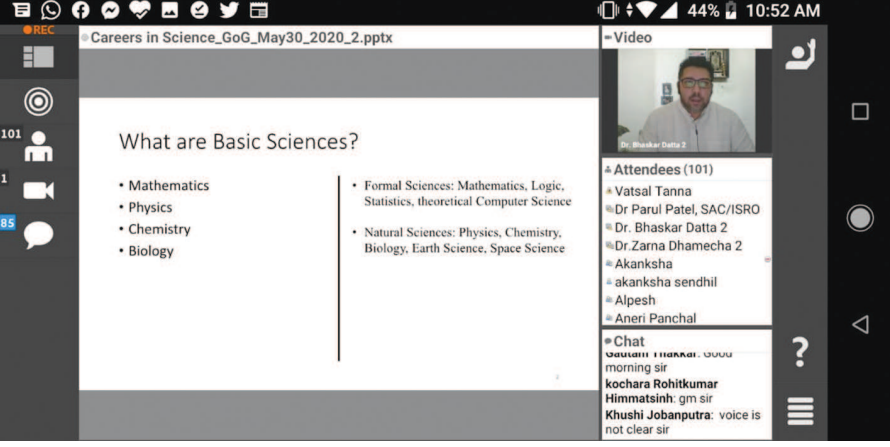 44% 10:52 AM
REC
Careers in Science_GoG_May30_2020_2.pptx
101
1
85
What are Basic Sciences?
• Mathematics
• Physics
• Chemistry
• Biology
• Formal Sciences: Mathematics, Logic,
Statistics, theoretical Computer Science
• Natural Sciences: Physics, Chemistry,
Biology, Earth Science, Space Science
Video
Dr. Bhaskar Datta 2
Attendees (101)
Vatsal Tanna
Dr Parul Patel, SAC/ISRO
Dr. Bhaskar Datta 2
Dr.Zarna Dhamecha 2
Akanksha
akanksha sendhil
Alpesh
Aneri Panchal
Chat
Gautam Thakkar: Good
morning sir
kochara Rohitkumar
Himmatsinh: gm sir
Khushi Jobanputra: voice is
not clear sir
?